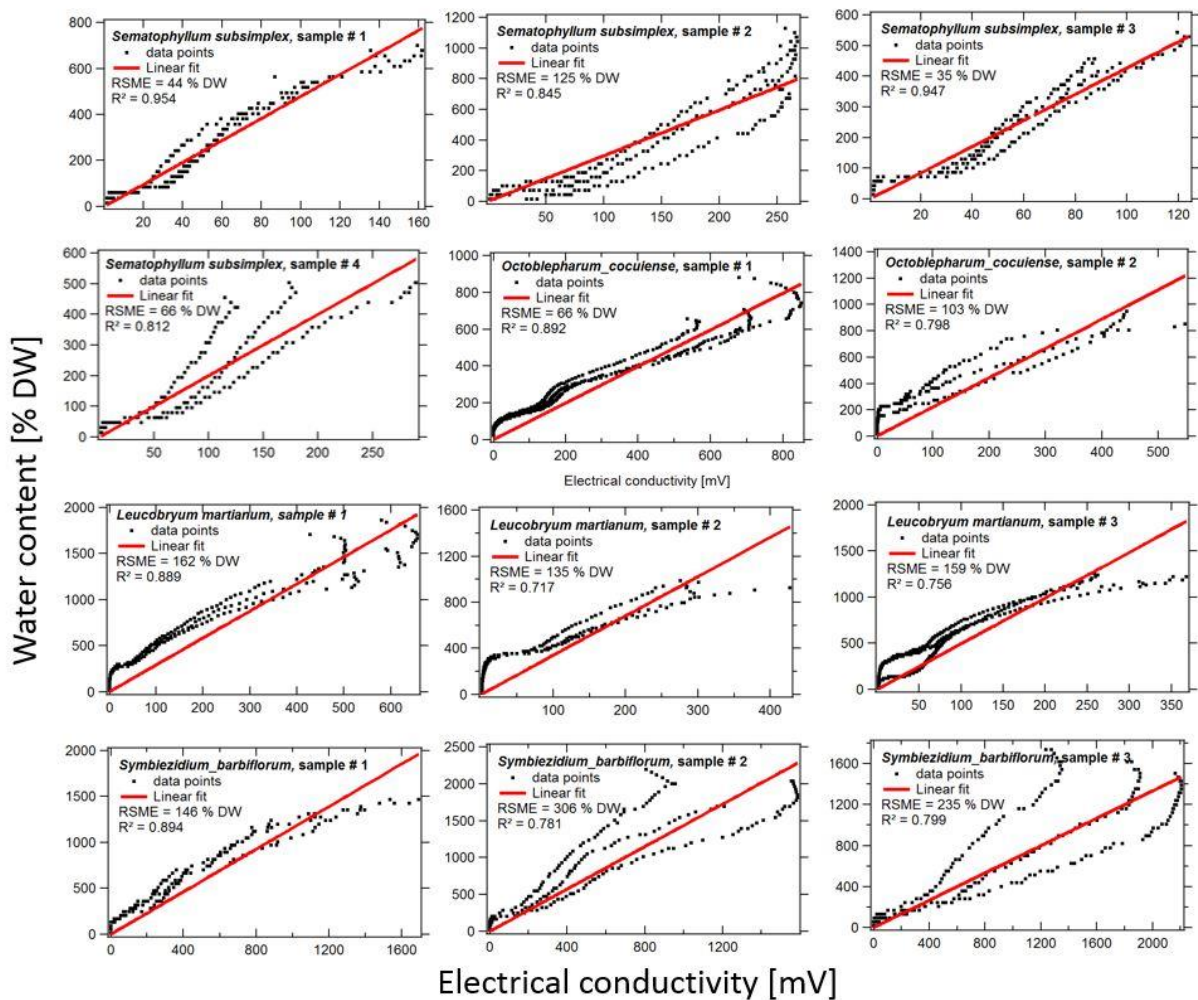 Water content [% DW]
Sematophyllum subsimplex, sample # 1
data points
Linear fit
RSME = 44 % DW
R² = 0.954
800
600
400
200
0
20 40 60 80 100 120 140 160
Sematophyllum subsimplex, sample # 2
data points
Linear fit
RSME = 125 % DW
R² = 0.845
1200
1000
800
600
400
200
0
50 100 150 200 250
Sematophyllum subsimplex, sample # 3
data points
Linear fit
RSME = 35 % DW
R² = 0.947
600
500
400
300
200
100
0
20 40 60 80 100 120
Sematophyllum subsimplex, sample # 4
data points
Linear fit
RSME = 66 % DW
R² = 0.812
600
500
400
300
200
100
0
50 100 150 200 250
Octoblepharum_cocuiense, sample # 1
data points
Linear fit
RSME = 66 % DW
R² = 0.892
1000
800
600
400
200
0
0 200 400 600 800
Electrical conductivity [mV]
Octoblepharum_cocuiense, sample # 2
data points
Linear fit
RSME = 103 % DW
R² = 0.798
1400
1200
1000
800
600
400
200
0
0 100 200 300 400 500
Leucobryum martianum, sample # 1
data points
Linear fit
RSME = 162 % DW
R² = 0.889
2000
1500
1000
500
0
0 100 200 300 400 500 600
Leucobryum martianum, sample # 2
data points
Linear fit
RSME = 135 % DW
R² = 0.717
1600
1200
800
400
0
0 100 200 300 400
Leucobryum martianum, sample # 3
data points
Linear fit
RSME = 159 % DW
R² = 0.756
2000
1500
1000
500
0
50 100 150 200 250 300 350
Symbiezidium_barbiflorum, sample # 1
data points
Linear fit
RSME = 146 % DW
R² = 0.894
2000
1500
1000
500
0
0 400 800 1200 1600
Symbiezidium_barbiflorum, sample # 2
data points
Linear fit
RSME = 306 % DW
R² = 0.781
2500
2000
1500
1000
500
0
0 400 800 1200
Symbiezidium_barbiflorum, sample # 3
data points
Linear fit
RSME = 235 % DW
R² = 0.799
1600
1200
800
400
0
0 400 800 1200 1600 2000
Electrical conductivity [mV]